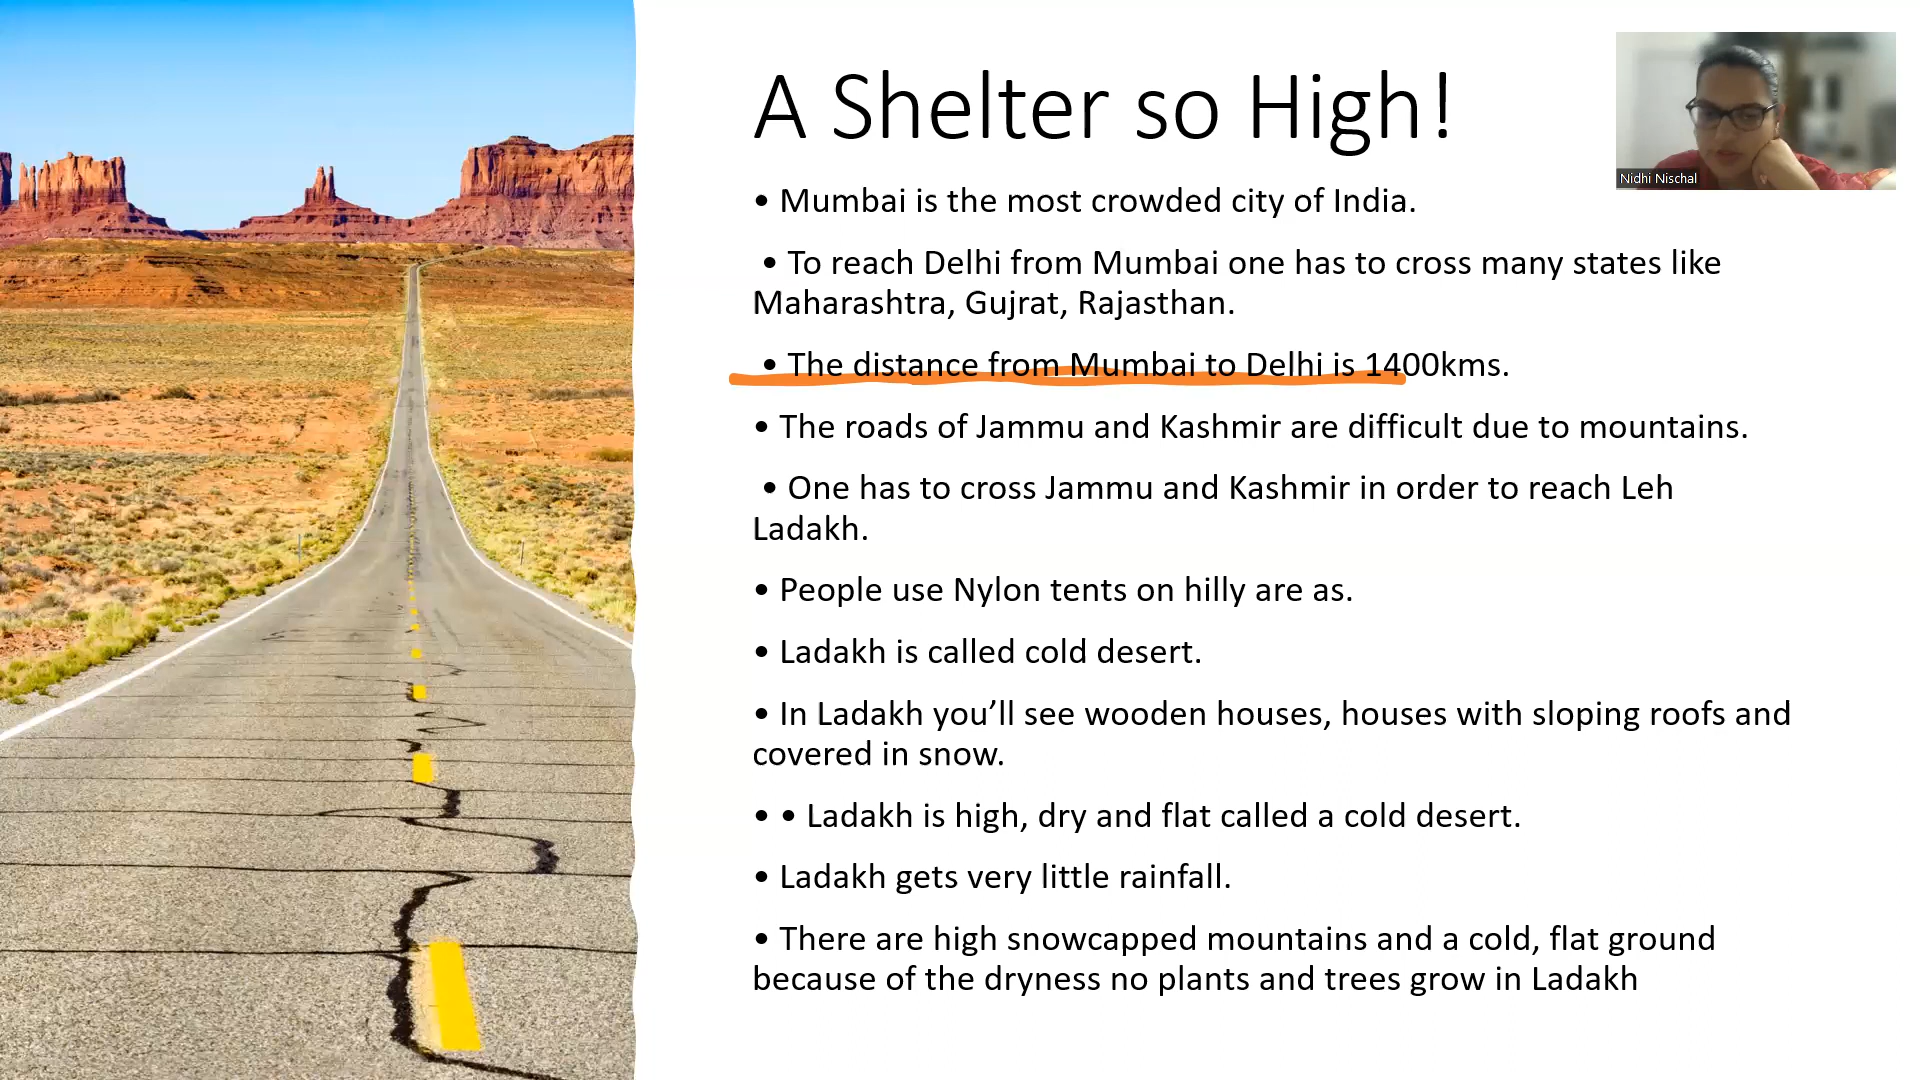 A Shelter so High!
Nidhi Nischal
• Mumbai is the most crowded city of India.
• To reach Delhi from Mumbai one has to cross many states like
Maharashtra, Gujrat, Rajasthan.
• The distance from Mumbai to Delhi is 1400kms.
• The roads of Jammu and Kashmir are difficult due to mountains.
• One has to cross Jammu and Kashmir in order to reach Leh
Ladakh.
• People use Nylon tents on hilly are as.
• Ladakh is called cold desert.
• In Ladakh you’ll see wooden houses, houses with sloping roofs and
covered in snow.
• • Ladakh is high, dry and flat called a cold desert.
• Ladakh gets very little rainfall.
• There are high snowcapped mountains and a cold, flat ground
because of the dryness no plants and trees grow in Ladakh